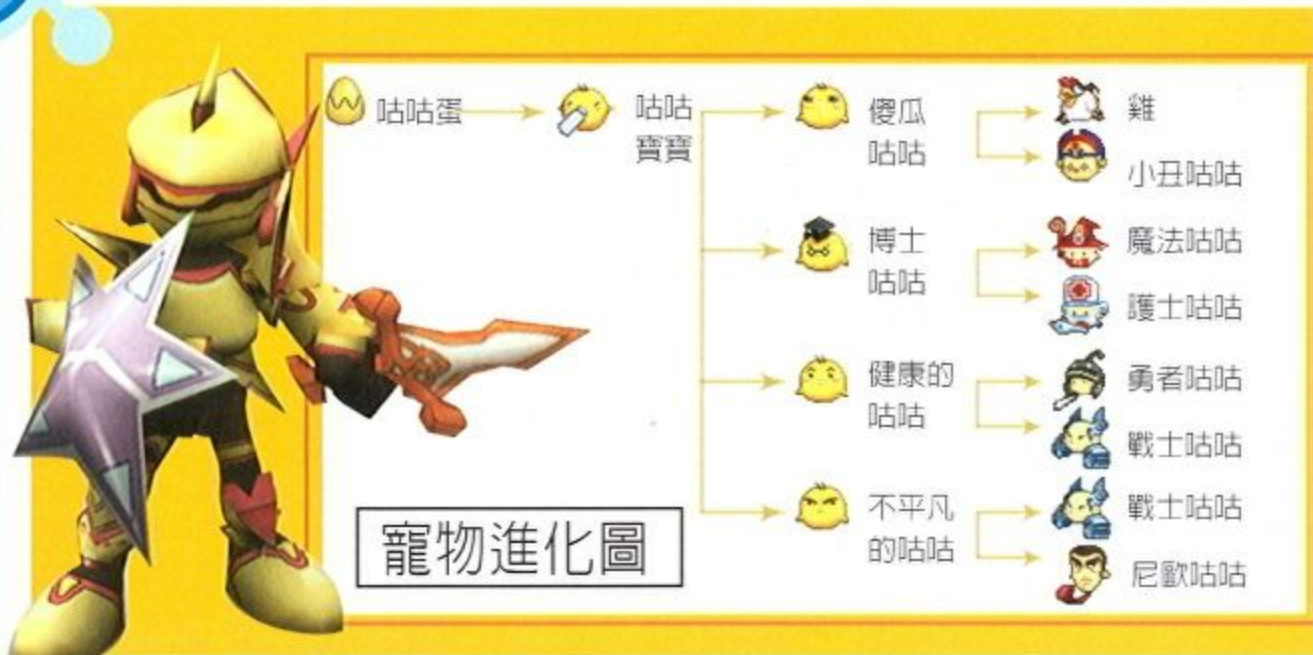 咕咕蛋
咕咕
寶寶
傻瓜
咕咕
雞
小丑咕咕
博士
咕咕
魔法咕咕
護士咕咕
健康的
咕咕
勇者咕咕
戰士咕咕
不平凡
的咕咕
戰士咕咕
尼歐咕咕
寵物進化圖